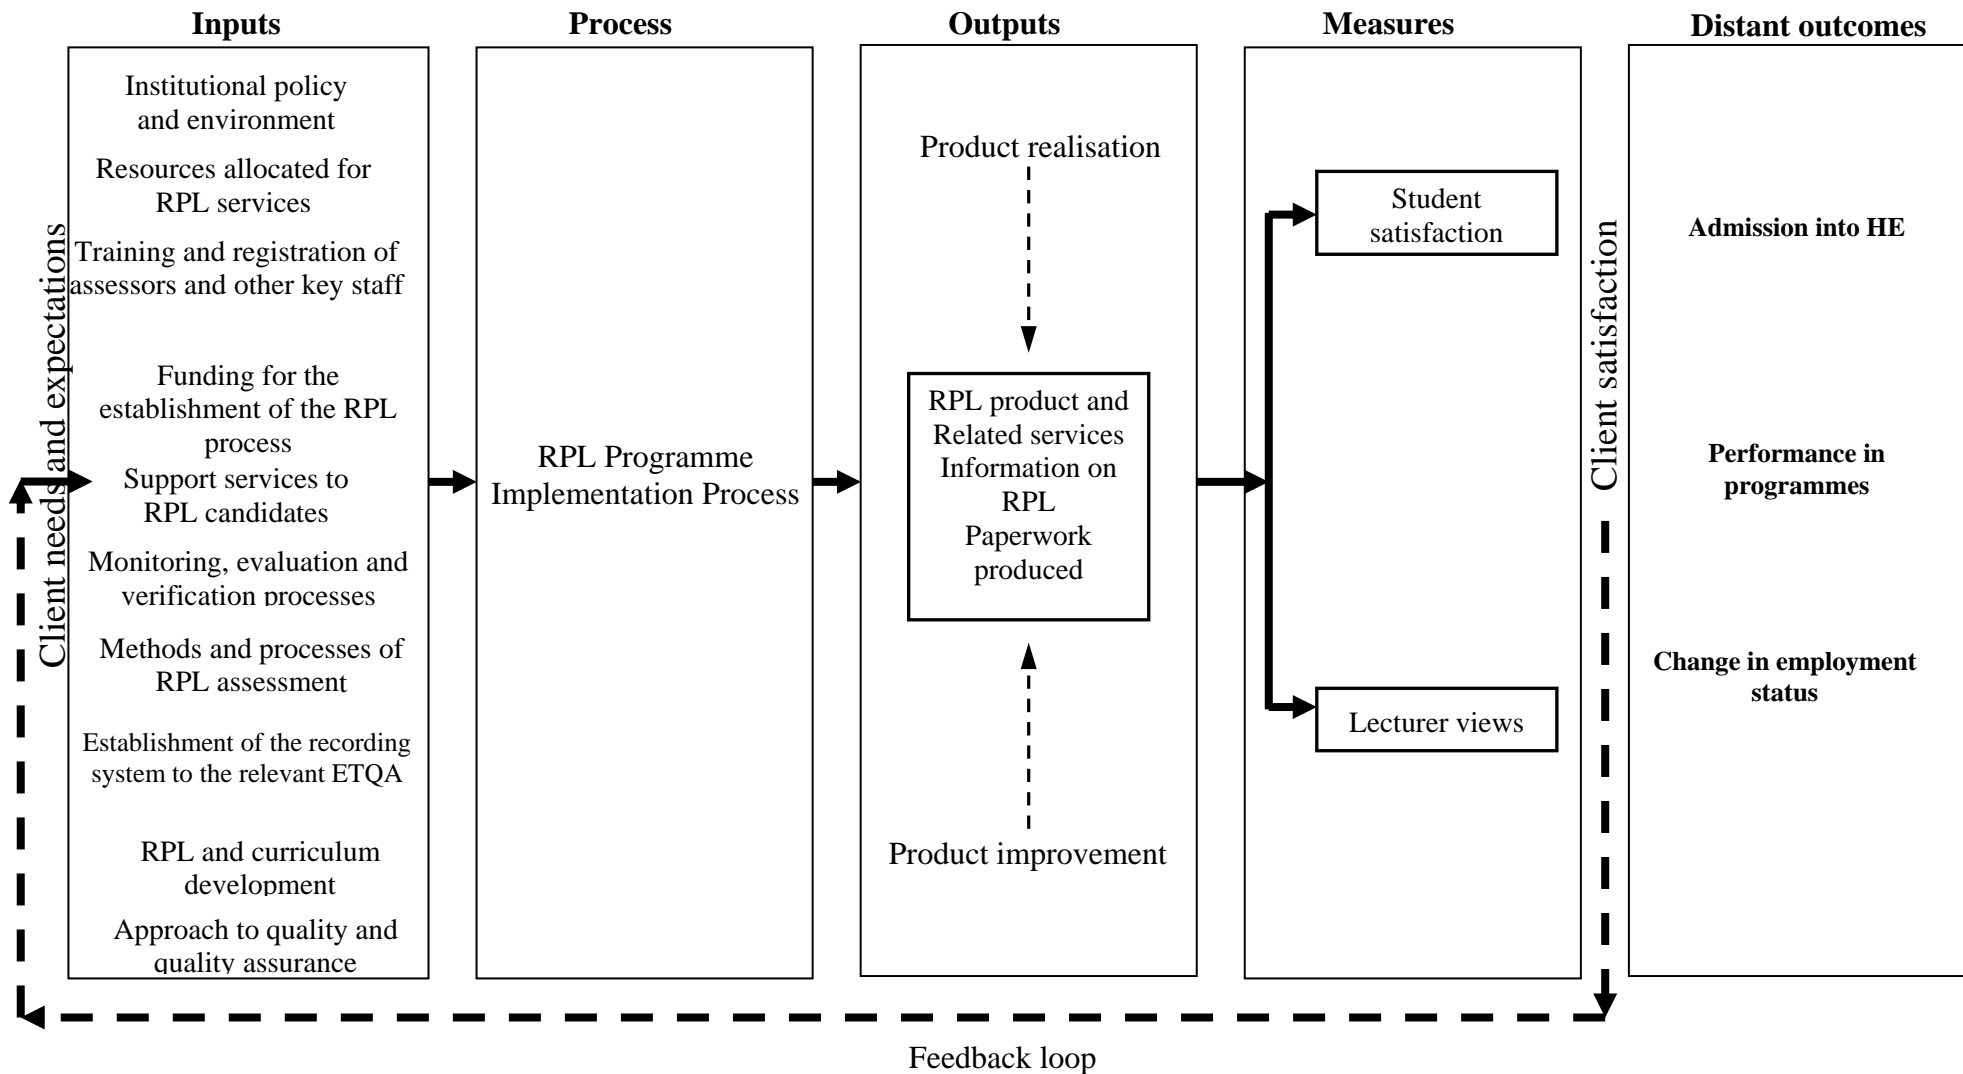 Inputs
Process
Outputs
Measures
Distant outcomes
Client needs and expectations
Institutional policy
and environment
Resources allocated for
RPL services
Training and registration of
assessors and other key staff
Funding for the
establishment of the RPL
process
Support services to
RPL candidates
Monitoring, evaluation and
verification processes
Methods and processes of
RPL assessment
Establishment of the recording
system to the relevant ETQA
RPL and curriculum
development
Approach to quality and
quality assurance
RPL Programme
Implementation Process
Product realisation
RPL product and
Related services
Information on
RPL
Paperwork
produced
Product improvement
Student
satisfaction
Lecturer views
Client satisfaction
Admission into HE
Performance in
programmes
Change in employment
status
Feedback loop